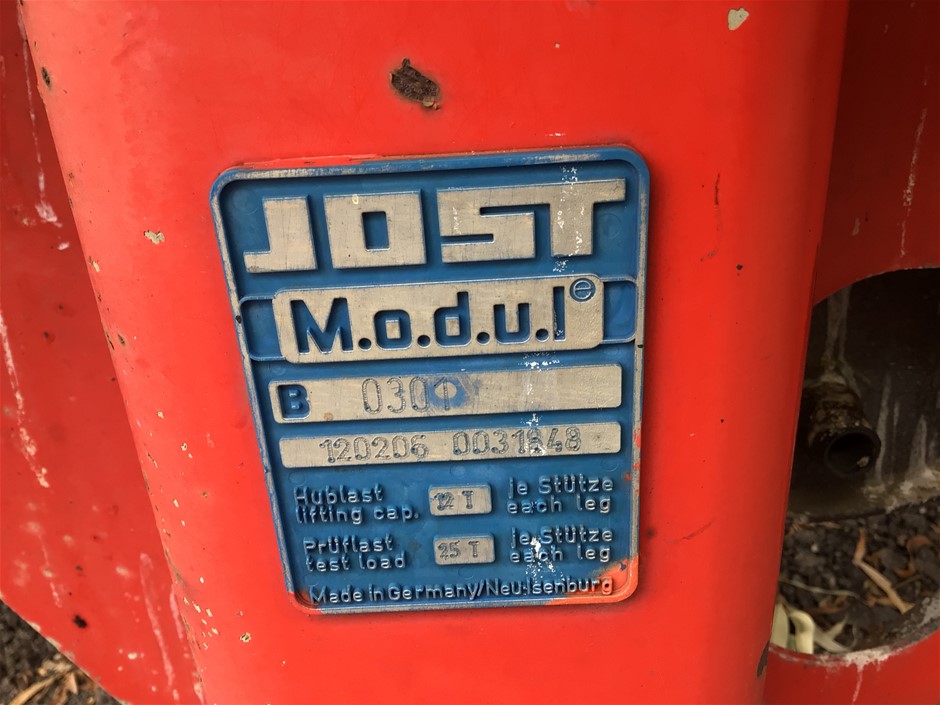 JOST
M.o.d.u.l ⓔ
B 0301
120206 0031848
Hublast
lifting cap. 12 T je Stütze
each leg
Prüflast
test load 25 T je Stütze
each leg
Made in Germany/Neu-Isenburg